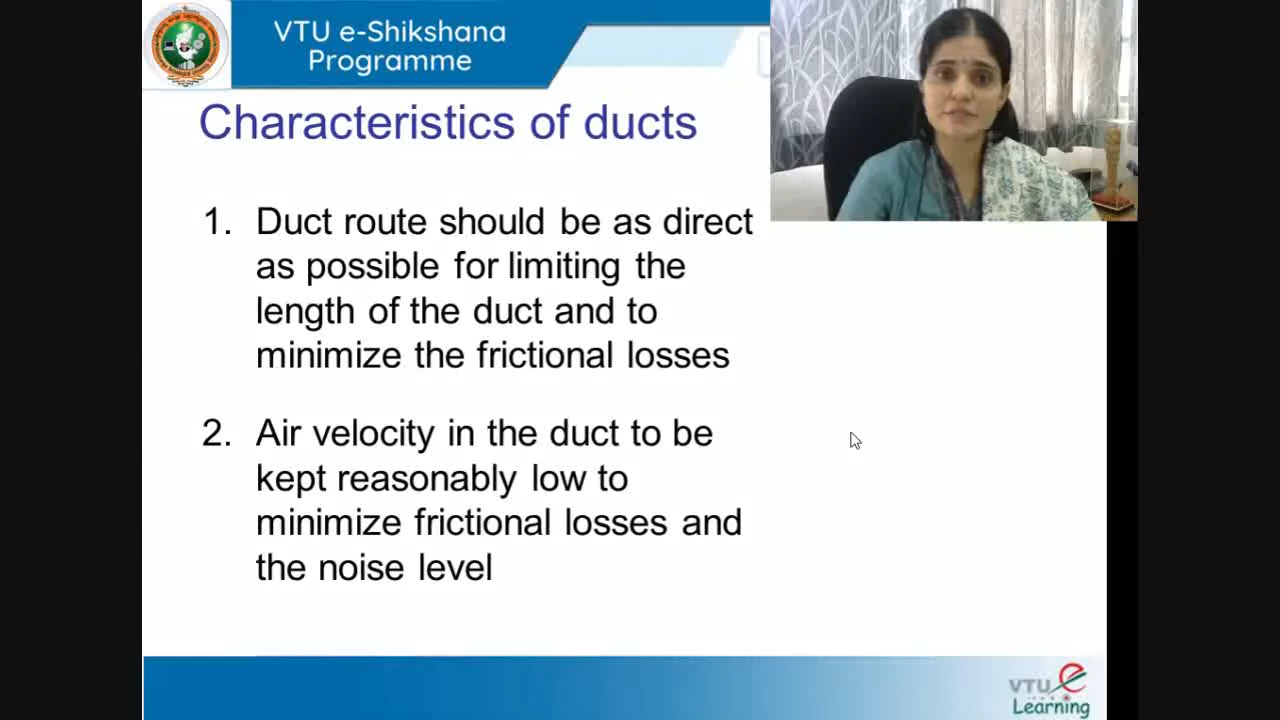 VTU e-Shikshana
Programme
Characteristics of ducts
1. Duct route should be as direct
as possible for limiting the
length of the duct and to
minimize the frictional losses
2. Air velocity in the duct to be
kept reasonably low to
minimize frictional losses and
the noise level
VTU e
Learning